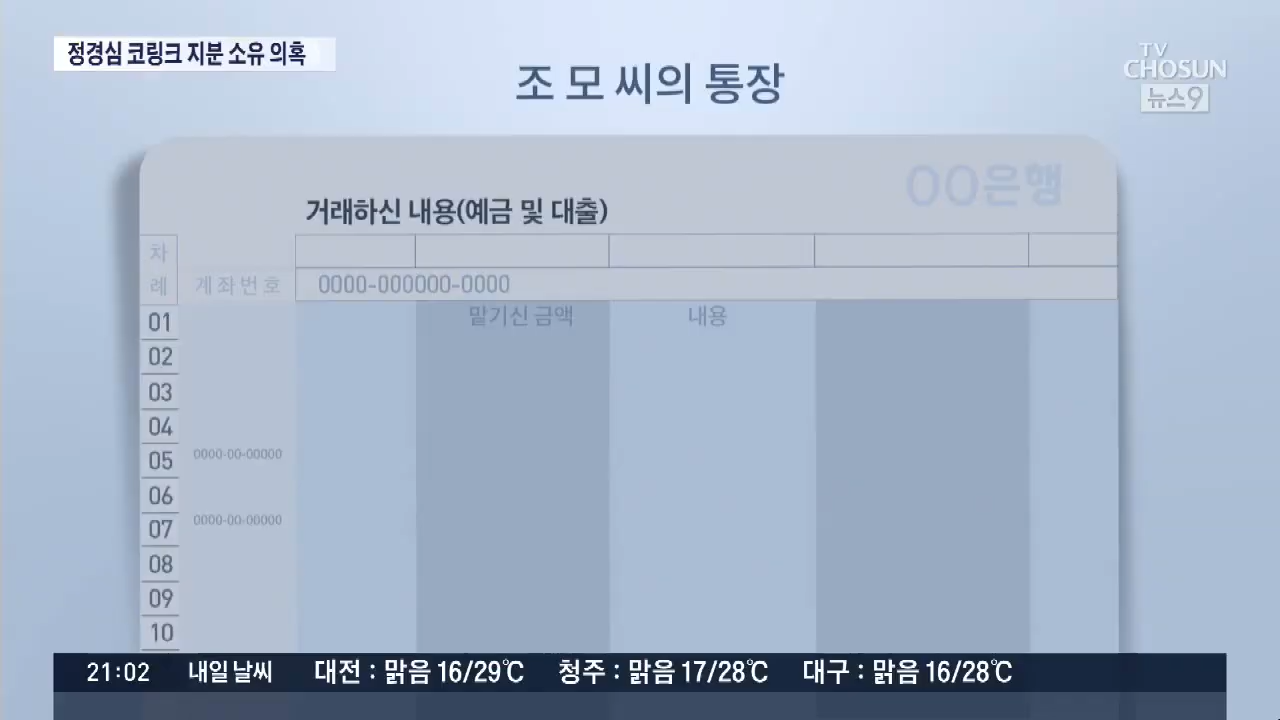 정경심 코링크 지분 소유 의혹
TV
CHOSUN
뉴스9
조 모 씨의 통장
OO은행
거래하신 내용(예금 및 대출)
차
례
계좌번호
0000-000000-0000
맡기신 금액
내용
01
02
03
04
05
0000-00-00000
06
07
0000-00-00000
08
09
10
21:02 내일 날씨 대전 : 맑음 16/29℃ 청주 : 맑음 17/28℃ 대구 : 맑음 16/28℃